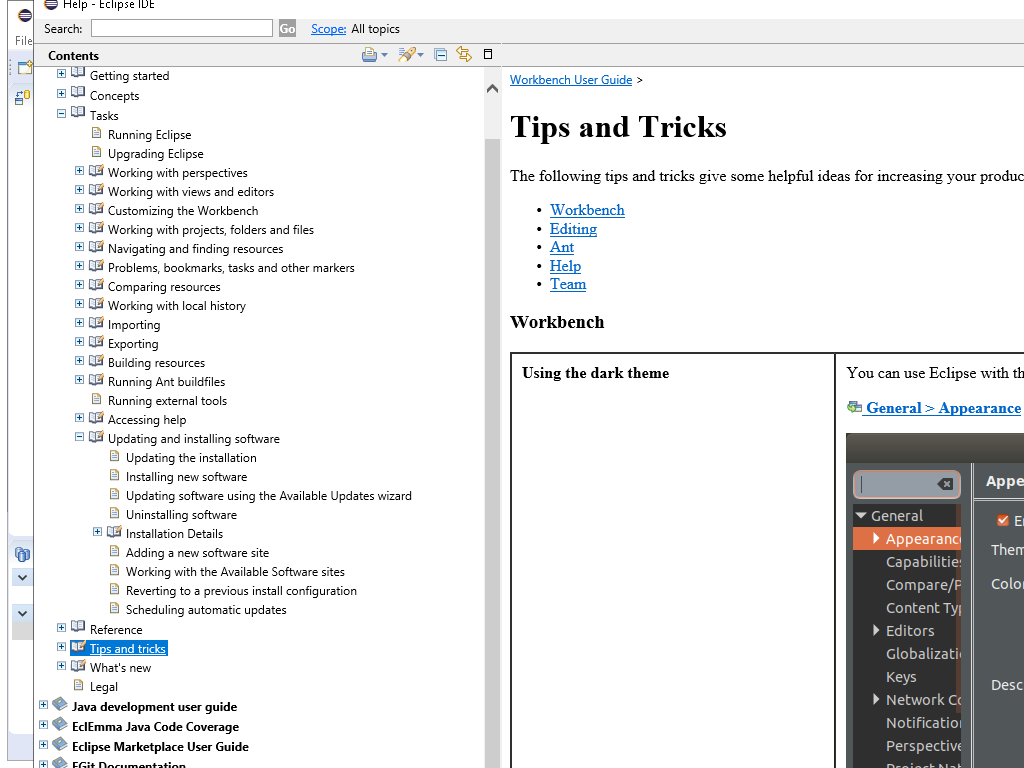 Help - Eclipse IDE
File
Search:
Go
Scope: All topics
Contents
Getting started
Concepts
Tasks
Running Eclipse
Upgrading Eclipse
Working with perspectives
Working with views and editors
Customizing the Workbench
Working with projects, folders and files
Navigating and finding resources
Problems, bookmarks, tasks and other markers
Comparing resources
Working with local history
Importing
Exporting
Building resources
Running Ant buildfiles
Running external tools
Accessing help
Updating and installing software
Updating the installation
Installing new software
Updating software using the Available Updates wizard
Uninstalling software
Installation Details
Adding a new software site
Working with the Available Software sites
Reverting to a previous install configuration
Scheduling automatic updates
Reference
Tips and tricks
What's new
Legal
Java development user guide
EclEmma Java Code Coverage
Eclipse Marketplace User Guide
EGit Documentation
Workbench User Guide >
Tips and Tricks
The following tips and tricks give some helpful ideas for increasing your produc
• Workbench
• Editing
• Ant
• Help
• Team
Workbench
Using the dark theme
You can use Eclipse with th
General > Appearance
Appe
General
Appearanc
Capabilitie
Compare/P
Content Typ
Editors
Globalizati
Keys
Network Co
Notification
Perspective
Project Nat
En
Them
Color
Desc